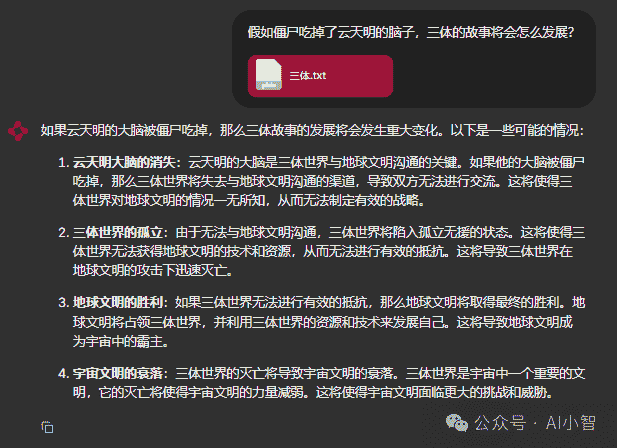 假如僵尸吃掉了云天明的脑子，三体的故事将会怎么发展？
三体.txt
如果云天明的大脑被僵尸吃掉，那么三体故事的发展将会发生重大变化。以下是一些可能的情况：
1. 云天明大脑的消失：云天明的大脑是三体世界与地球文明沟通的关键。如果他的大脑被僵尸
吃掉，那么三体世界将失去与地球文明沟通的渠道，导致双方无法进行交流。这将使得三
体世界对地球文明的情况一无所知，从而无法制定有效的战略。
2. 三体世界的孤立：由于无法与地球文明沟通，三体世界将陷入孤立无援的状态。这将使得三
体世界无法获得地球文明的技术和资源，从而无法进行有效的抵抗。这将导致三体世界在
地球文明的攻击下迅速灭亡。
3. 地球文明的胜利：如果三体世界无法进行有效的抵抗，那么地球文明将取得最终的胜利。地
球文明将占领三体世界，并利用三体世界的资源和技术来发展自己。这将导致地球文明成
为宇宙中的霸主。
4. 宇宙文明的衰落：三体世界的灭亡将导致宇宙文明的衰落。三体世界是宇宙中一个重要的文
明，它的灭亡将使得宇宙文明的力量减弱。这将使得宇宙文明面临更大的挑战和威胁。
公众号 · AI小智